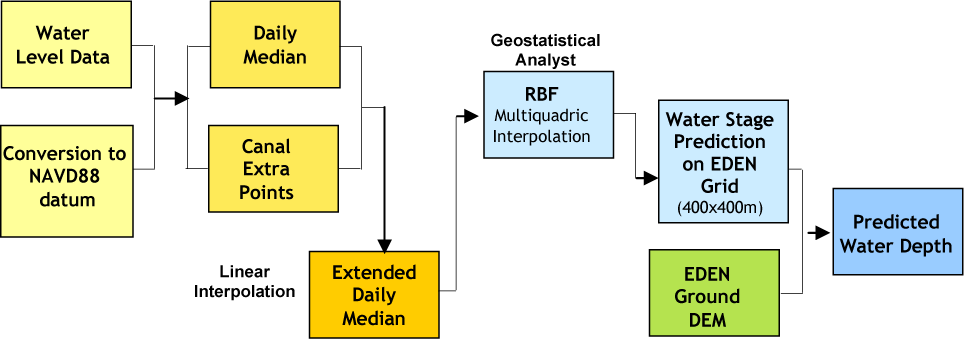 Water
Level Data
Conversion to
NAVD88
datum
Daily
Median
Canal
Extra
Points
Linear
Interpolation
Extended
Daily
Median
Geostatistical
Analyst
RBF
Multiquadric
Interpolation
Water Stage
Prediction
on EDEN
Grid
(400x400m)
EDEN
Ground
DEM
Predicted
Water Depth